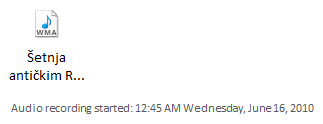 WMA
Šetnja
antičkim R...
Audio recording started: 12:45 AM Wednesday, June 16, 2010